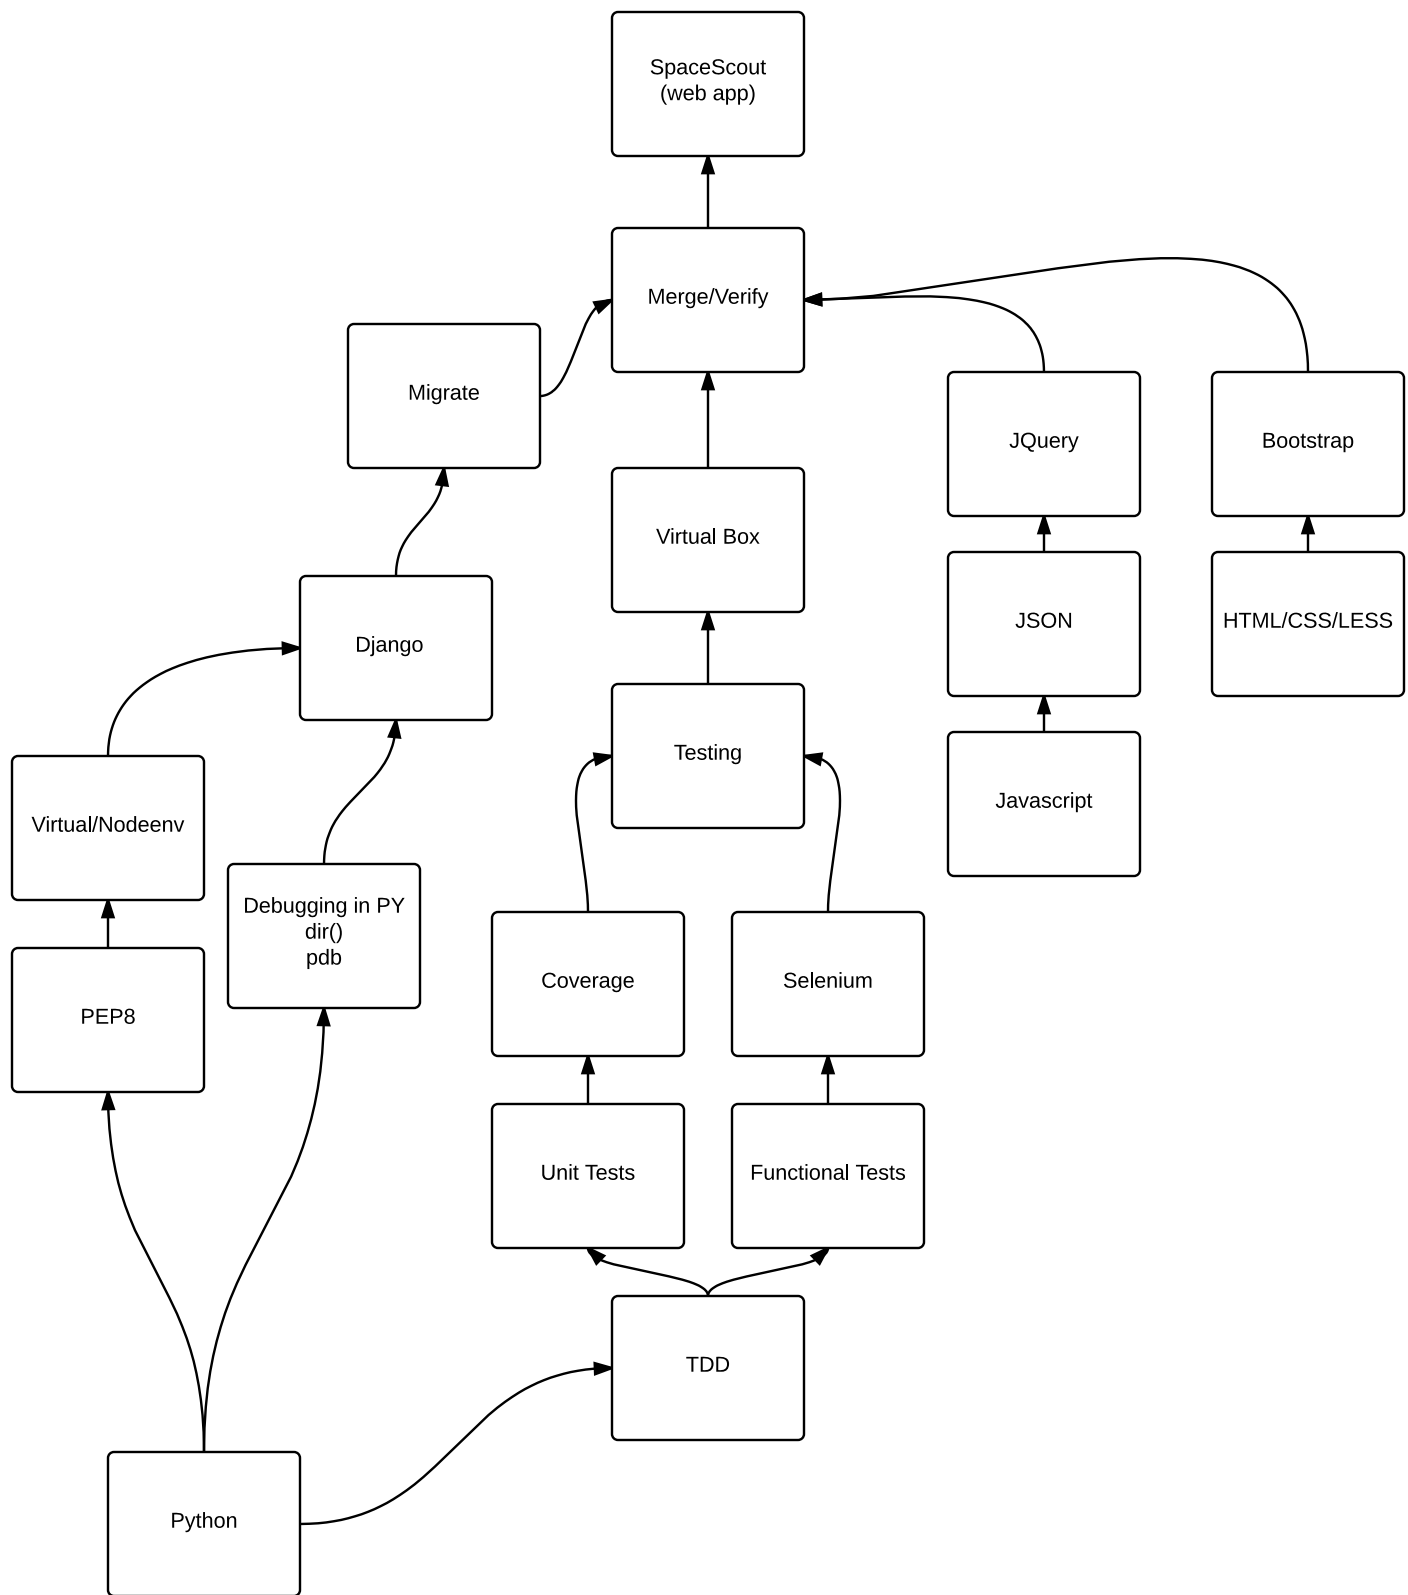 SpaceScout
(web app)
Merge/Verify
Migrate
JQuery
Bootstrap
Virtual Box
JSON
HTML/CSS/LESS
Django
Testing
Javascript
Virtual/Nodeenv
Debugging in PY
dir()
pdb
Coverage
Selenium
PEP8
Unit Tests
Functional Tests
TDD
Python